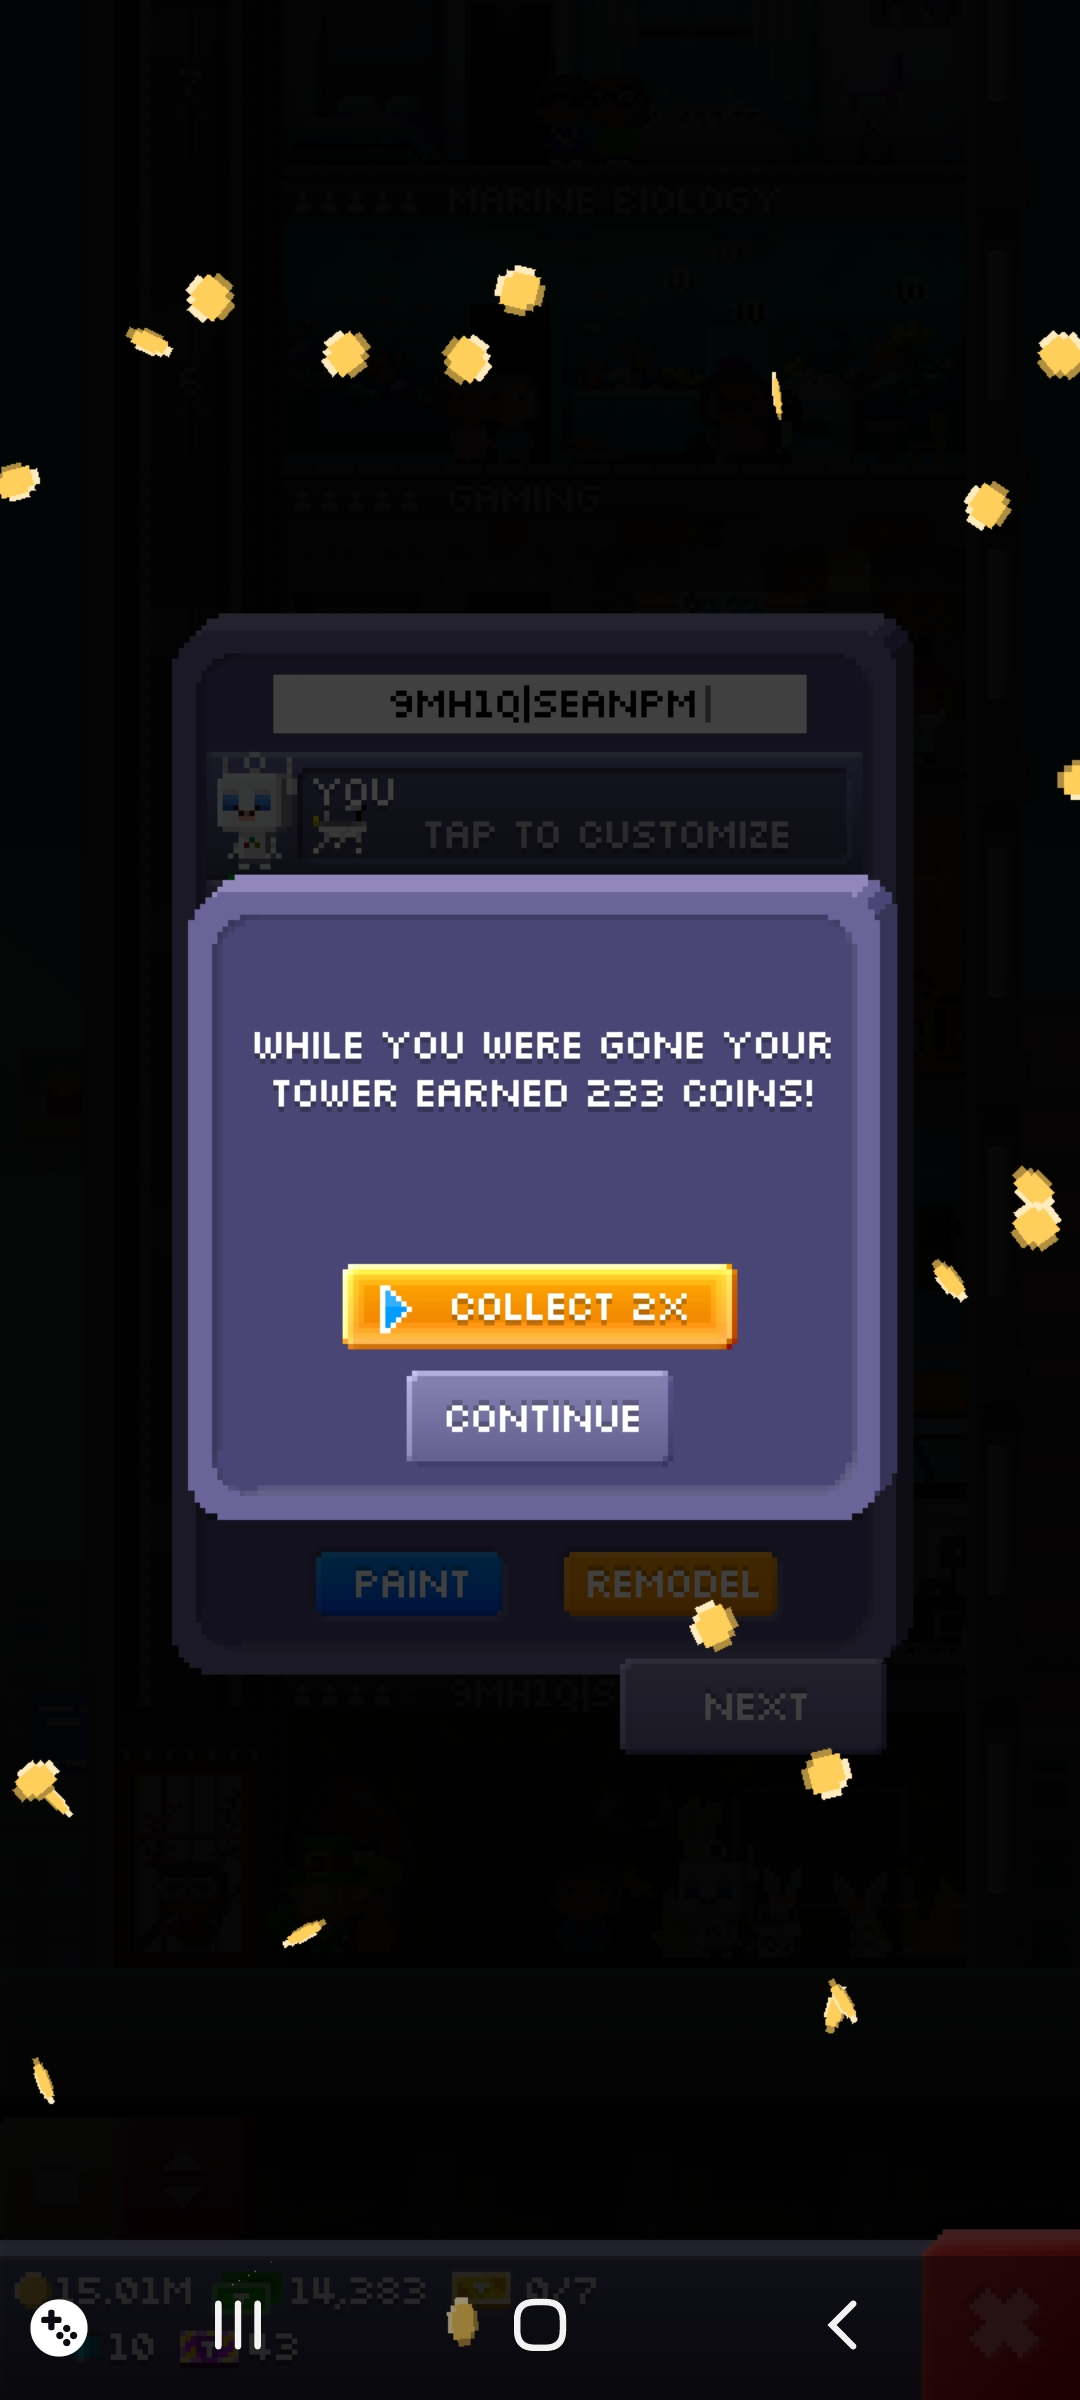 MARINE BIOLOGY
GAMING
9MH1Q|SEANPM
YOU
TAP TO CUSTOMIZE
WHILE YOU WERE GONE YOUR
TOWER EARNED 233 COINS!
COLLECT 2X
CONTINUE
PAINT REMODEL
9MH1Q|S
NEXT
15.01M 14,383 0/7
10 43